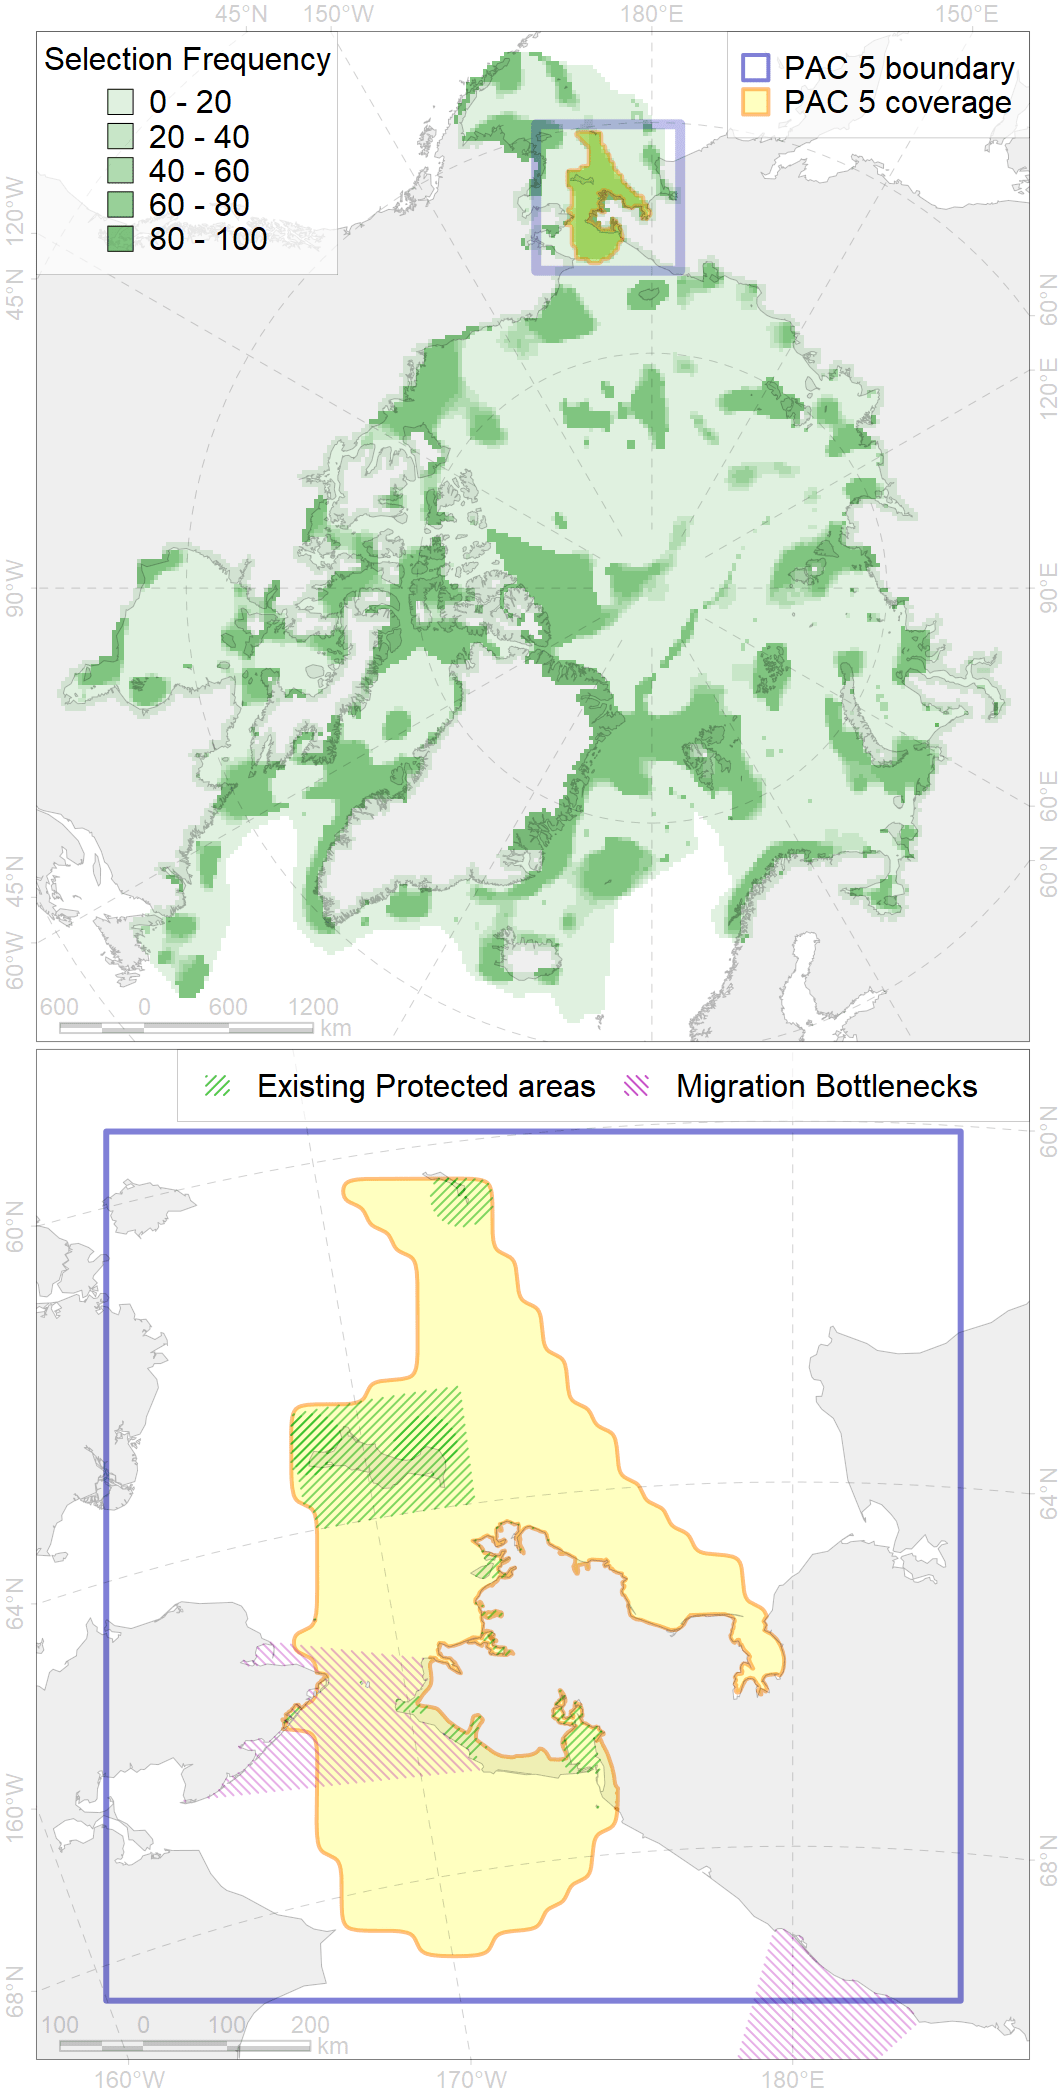 45°N 150°W 180°E 150°E
Selection Frequency
0 - 20
20 - 40
40 - 60
60 - 80
80 - 100
PAC 5 boundary
PAC 5 coverage
120°W
45°N
90°W
45°N
60°W
60°N
120°E
90°E
60°E
60°N
600 0 600 1200
km
Existing Protected areas Migration Bottlenecks
60°N
64°N
160°W
68°N
60°N
64°N
68°N
100 0 100 200
km
160°W 170°W 180°E